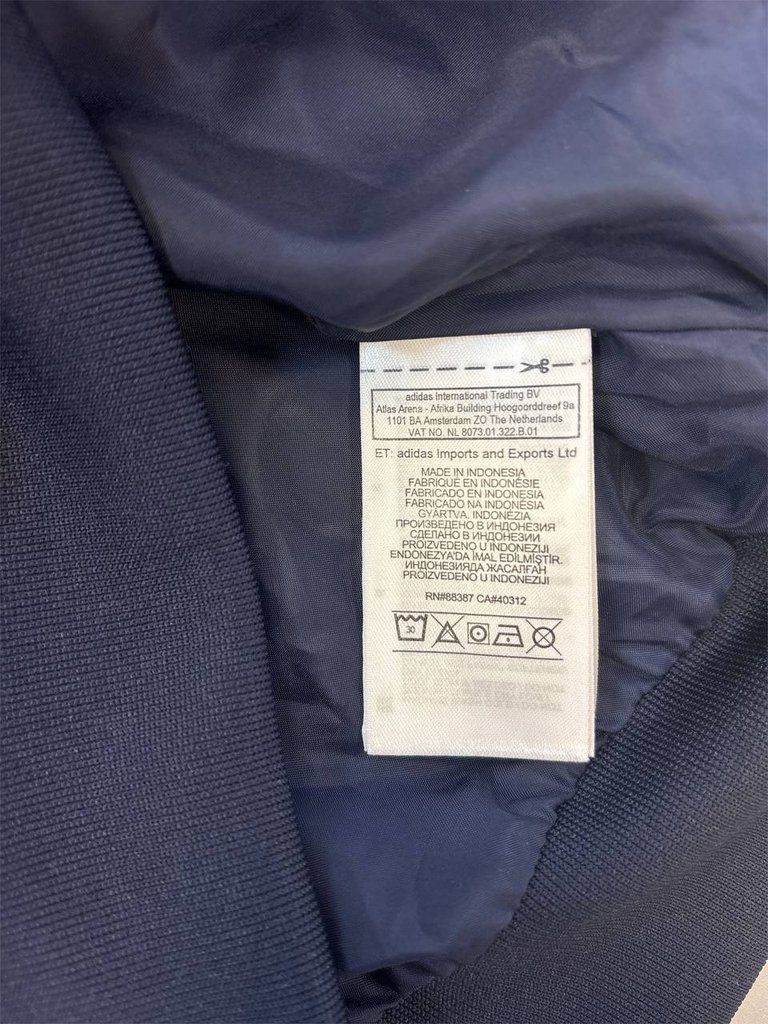 adidas International Trading BV
Atlas Arena - Afrika Building Hoogoorddreef 9a
1101 BA Amsterdam ZO The Netherlands
VAT NO. NL 8073.01.322.B.01
ET: adidas Imports and Exports Ltd
MADE IN INDONESIA
FABRIQUÉ EN INDONÉSIE
FABRICADO EN INDONESIA
FABRICADO NA INDONÉSIA
GYÁRTVA. INDONÉZIA
ПРОИЗВЕДЕНО В ИНДОНЕЗИЯ
СДЕЛАНО В ИНДОНЕЗИИ
PROIZVEDENO U INDONEZIJI
ENDONEZYA'DA İMAL EDİLMİŞTİR.
ИНДОНЕЗИЯДА ЖАСАЛҒАН
PROIZVEDENO U INDONEZIJI
RN#88387 CA#40312
30